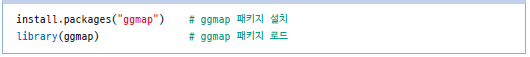 install.packages("ggmap")    # ggmap 패키지 설치
library(ggmap)               # ggmap 패키지 로드